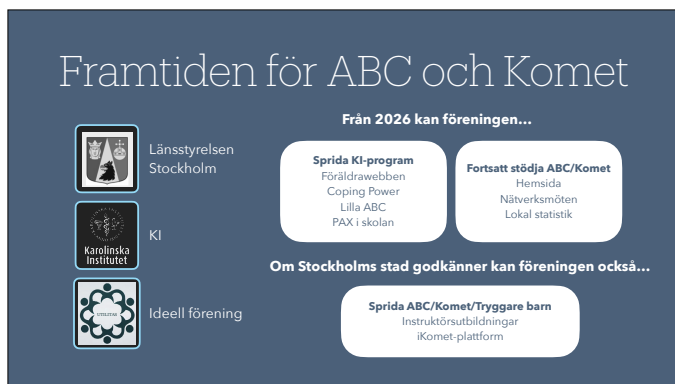 Framtiden för ABC och Komet
Länsstyrelsen
Stockholm
Karolinska
Institutet
KI
UTILITAS
Ideell förening
Från 2026 kan föreningen...
Sprida KI-program
Föräldrawebben
Coping Power
Lilla ABC
PAX i skolan
Fortsatt stödja ABC/Komet
Hemsida
Nätverksmöten
Lokal statistik
Om Stockholms stad godkänner kan föreningen också...
Sprida ABC/Komet/Tryggare barn
Instruktörsutbildningar
iKomet-plattform